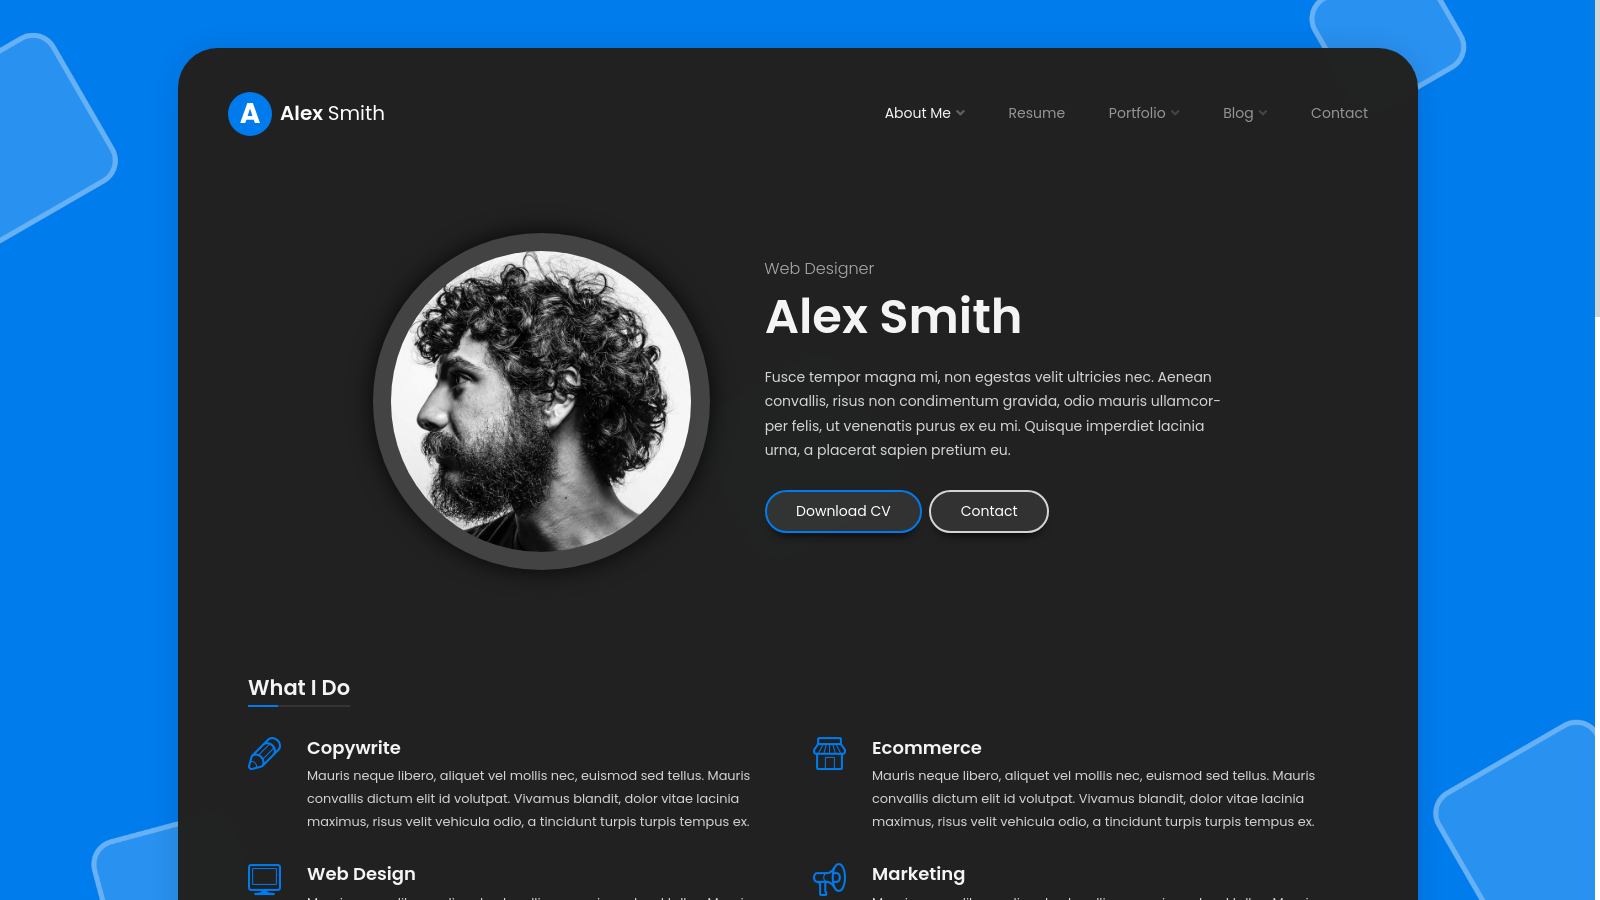 A Alex Smith
About Me
Resume
Portfolio
Blog
Contact
Web Designer
Alex Smith
Fusce tempor magna mi, non egestas velit ultricies nec. Aenean
convallis, risus non condimentum gravida, odio mauris ullamcor-
per felis, ut venenatis purus ex eu mi. Quisque imperdiet lacinia
urna, a placerat sapien pretium eu.
Download CV
Contact
What I Do
Copywrite
Mauris neque libero, aliquet vel mollis nec, euismod sed tellus. Mauris
convallis dictum elit id volutpat. Vivamus blandit, dolor vitae lacinia
maximus, risus velit vehicula odio, a tincidunt turpis turpis tempus ex.
Ecommerce
Mauris neque libero, aliquet vel mollis nec, euismod sed tellus. Mauris
convallis dictum elit id volutpat. Vivamus blandit, dolor vitae lacinia
maximus, risus velit vehicula odio, a tincidunt turpis turpis tempus ex.
Web Design
Marketing